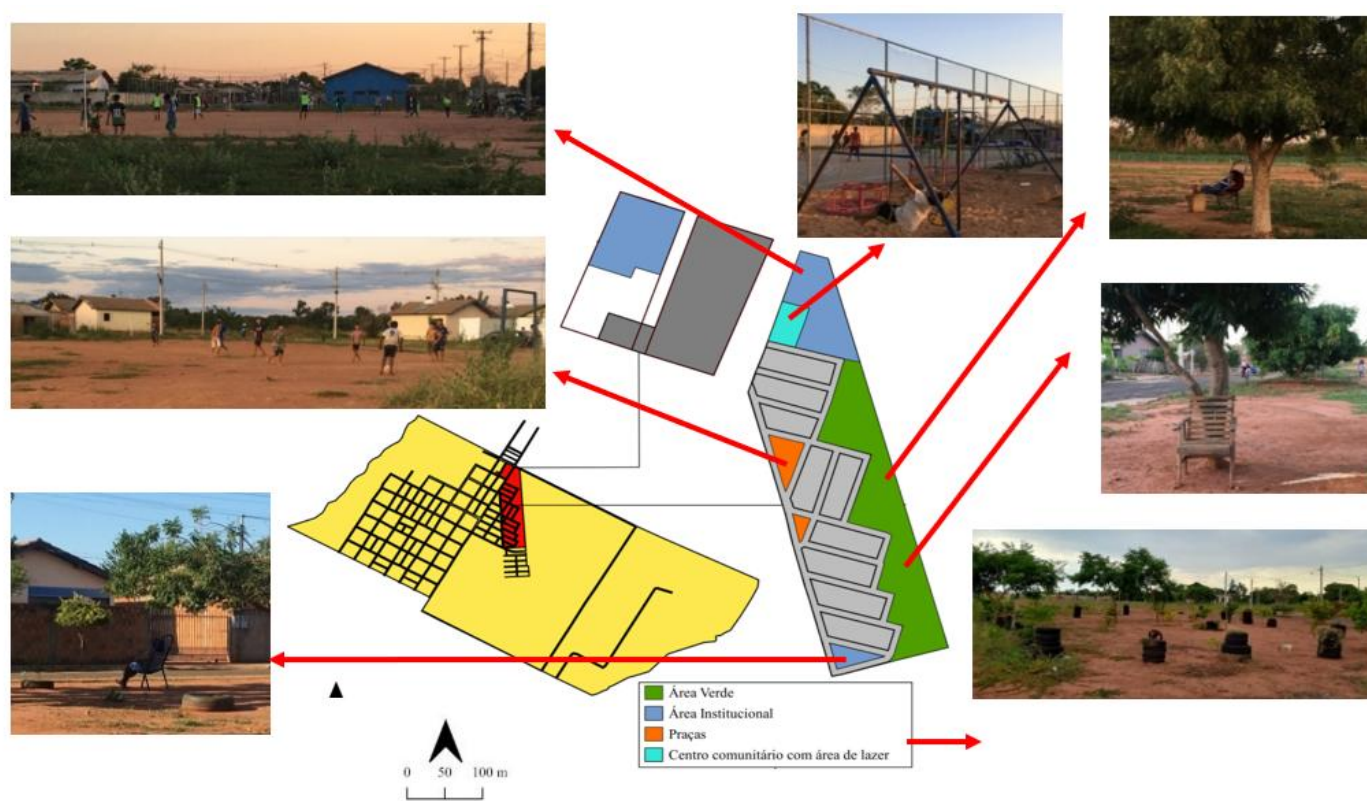 Área Verde
Área Institucional
Praças
Centro comunitário com área de lazer
0 50 100 m